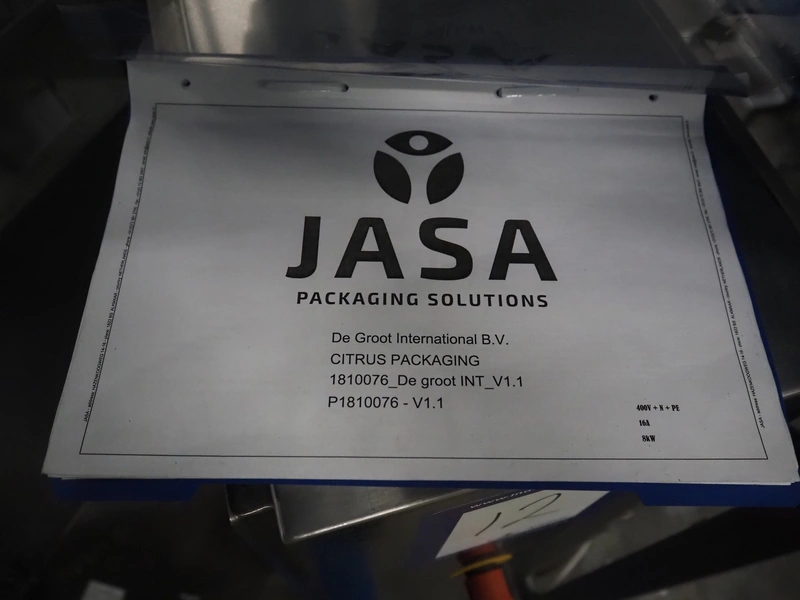 JASA
PACKAGING SOLUTIONS
De Groot International B.V.
CITRUS PACKAGING
1810076_De groot INT_V1.1
P1810076 - V1.1
400V + N + PE
16A
8kW
12